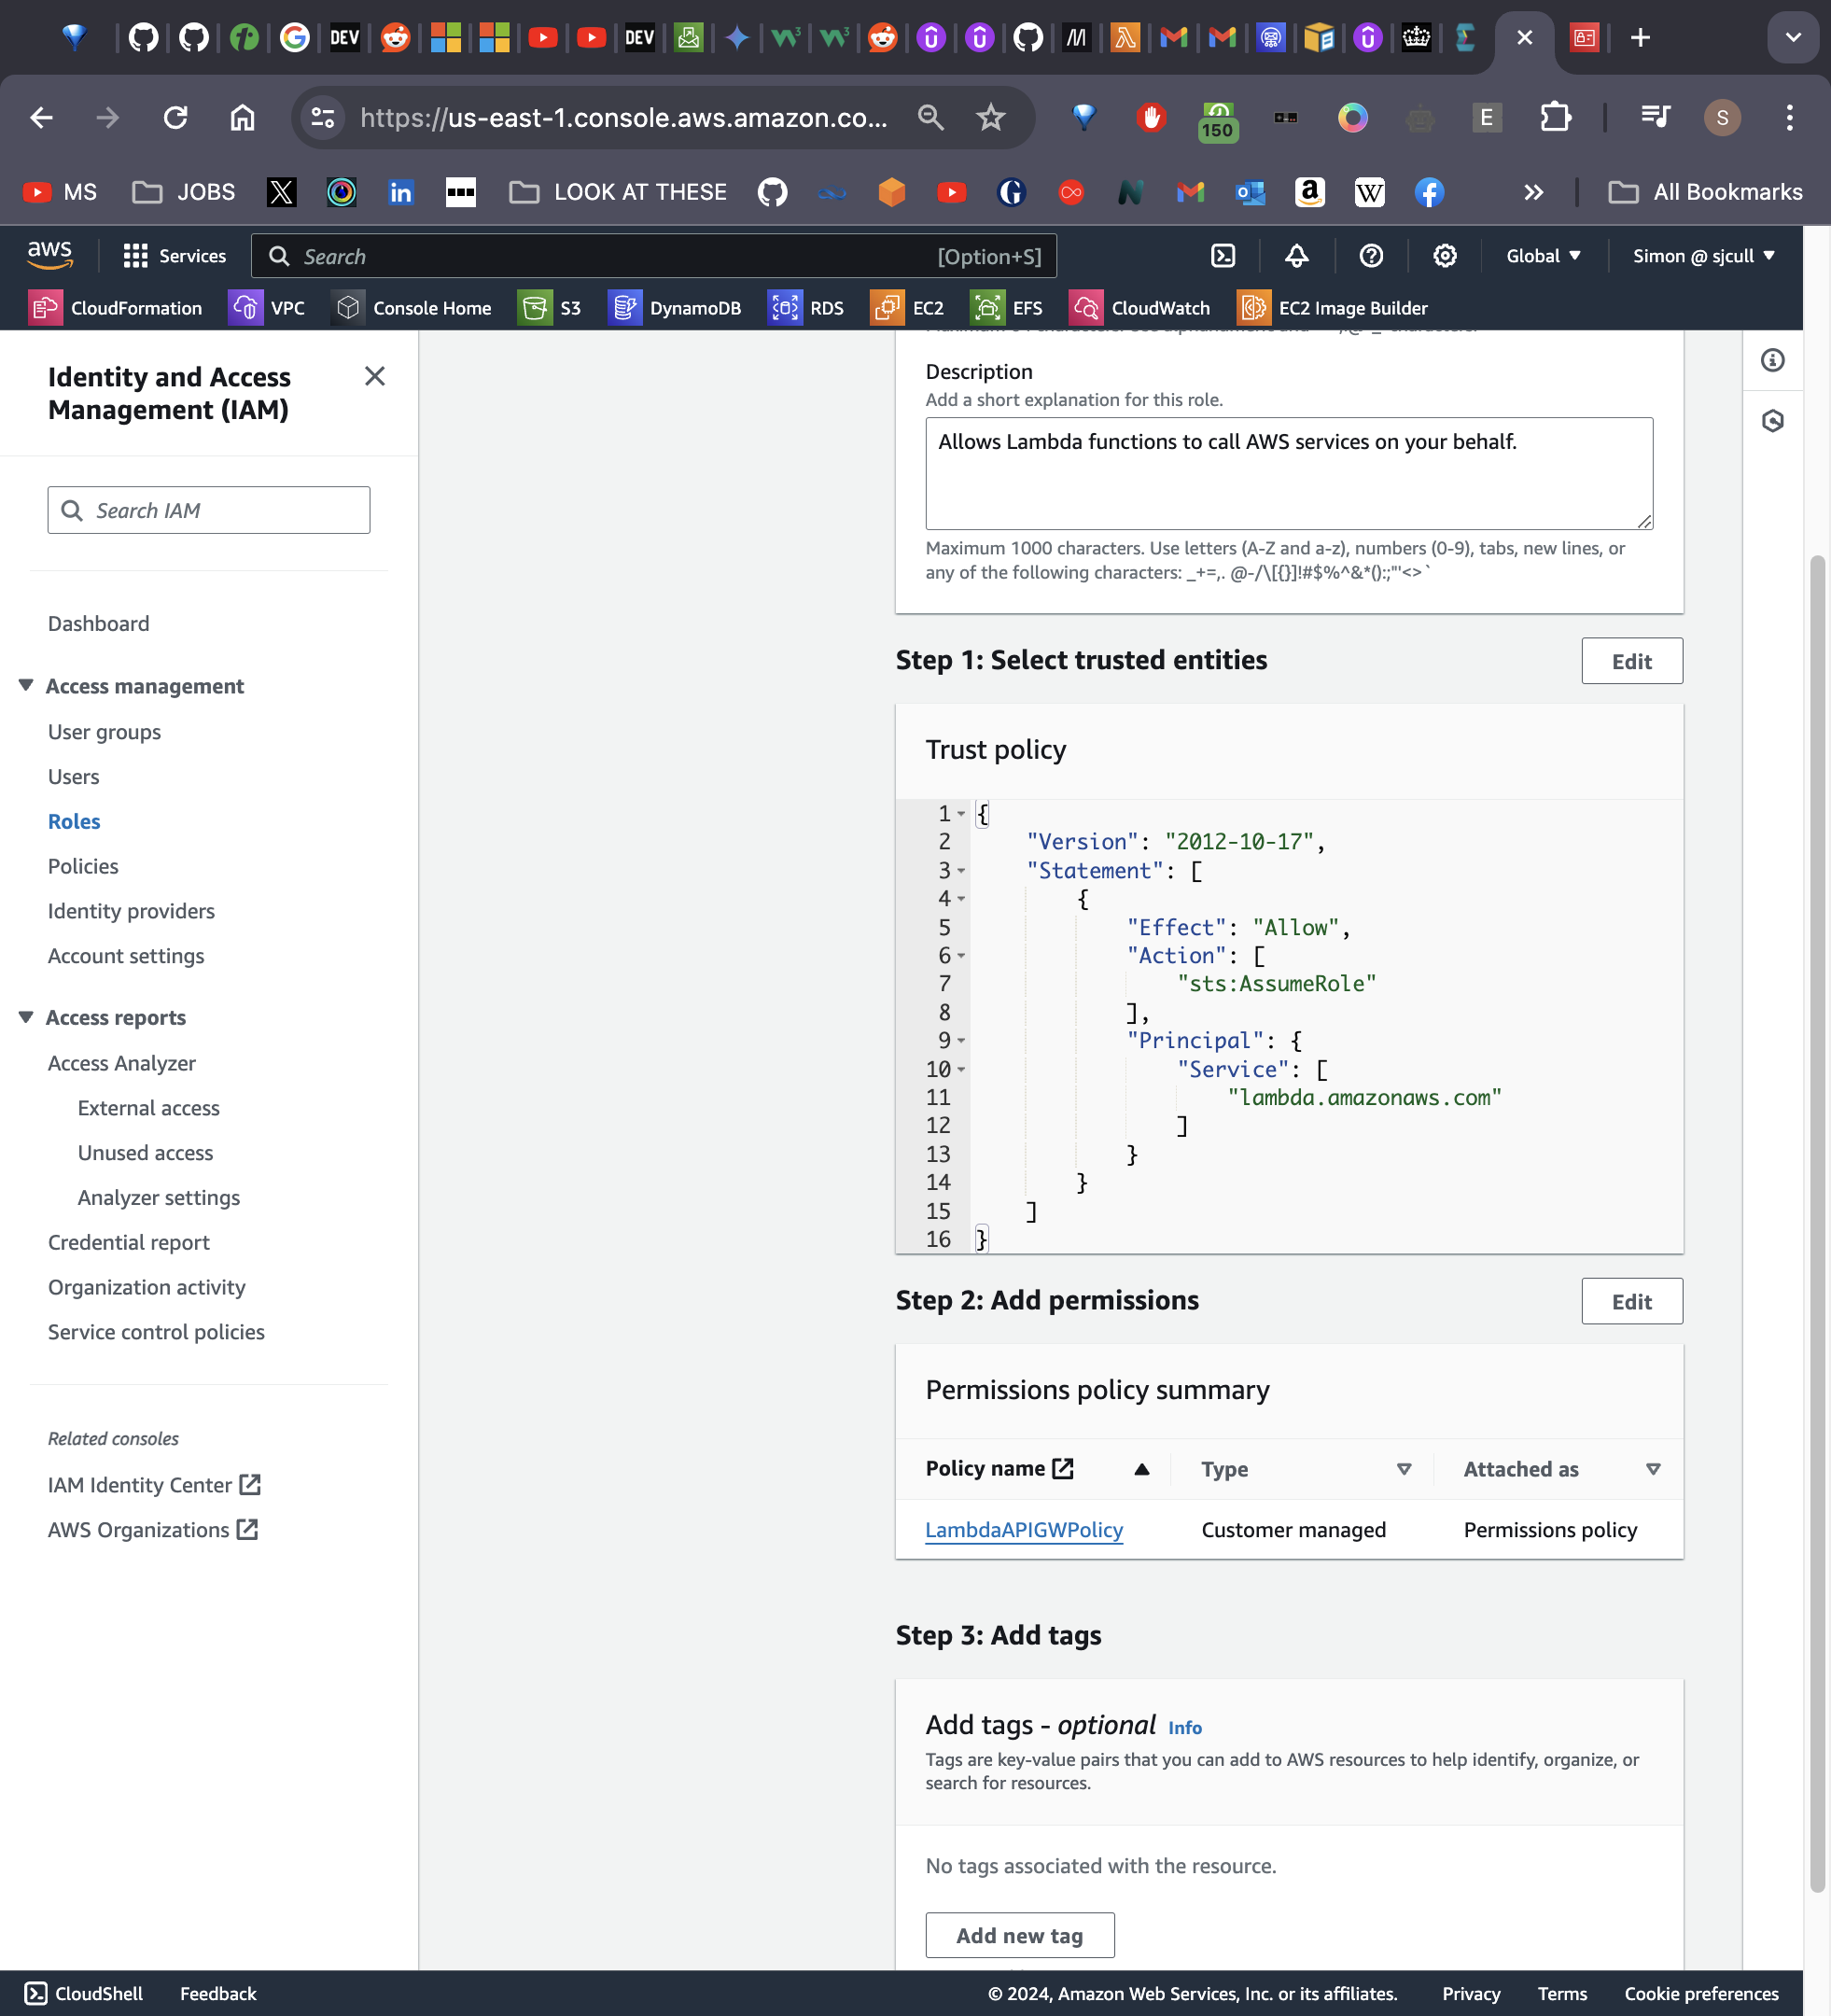 DEV
DEV
https://us-east-1.console.aws.amazon.co...
150
E
S
MS
JOBS
LOOK AT THESE
All Bookmarks
aws
Services
Search
[Option+S]
Global
Simon @ sjcull
CloudFormation
VPC
Console Home
S3
DynamoDB
RDS
EC2
EFS
CloudWatch
EC2 Image Builder
Identity and Access
Management (IAM)
Search IAM
Dashboard
Access management
User groups
Users
Roles
Policies
Identity providers
Account settings
Access reports
Access Analyzer
External access
Unused access
Analyzer settings
Credential report
Organization activity
Service control policies
Related consoles
IAM Identity Center
AWS Organizations
Description
Add a short explanation for this role.
Allows Lambda functions to call AWS services on your behalf.
Maximum 1000 characters. Use letters (A-Z and a-z), numbers (0-9), tabs, new lines, or
any of the following characters: _+=,. @-/\[{}]!#$%^&*():;"'<>`
Step 1: Select trusted entities
Edit
Trust policy
1 {
2 "Version": "2012-10-17",
3 "Statement": [
4 {
5 "Effect": "Allow",
6 "Action": [
7 "sts:AssumeRole"
8 ],
9 "Principal": {
10 "Service": [
11 "lambda.amazonaws.com"
12 ]
13 }
14 }
15 ]
16 }
Step 2: Add permissions
Edit
Permissions policy summary
Policy name
Type
Attached as
LambdaAPIGWPolicy
Customer managed
Permissions policy
Step 3: Add tags
Add tags - optional Info
Tags are key-value pairs that you can add to AWS resources to help identify, organize, or
search for resources.
No tags associated with the resource.
Add new tag
CloudShell
Feedback
© 2024, Amazon Web Services, Inc. or its affiliates.
Privacy
Terms
Cookie preferences